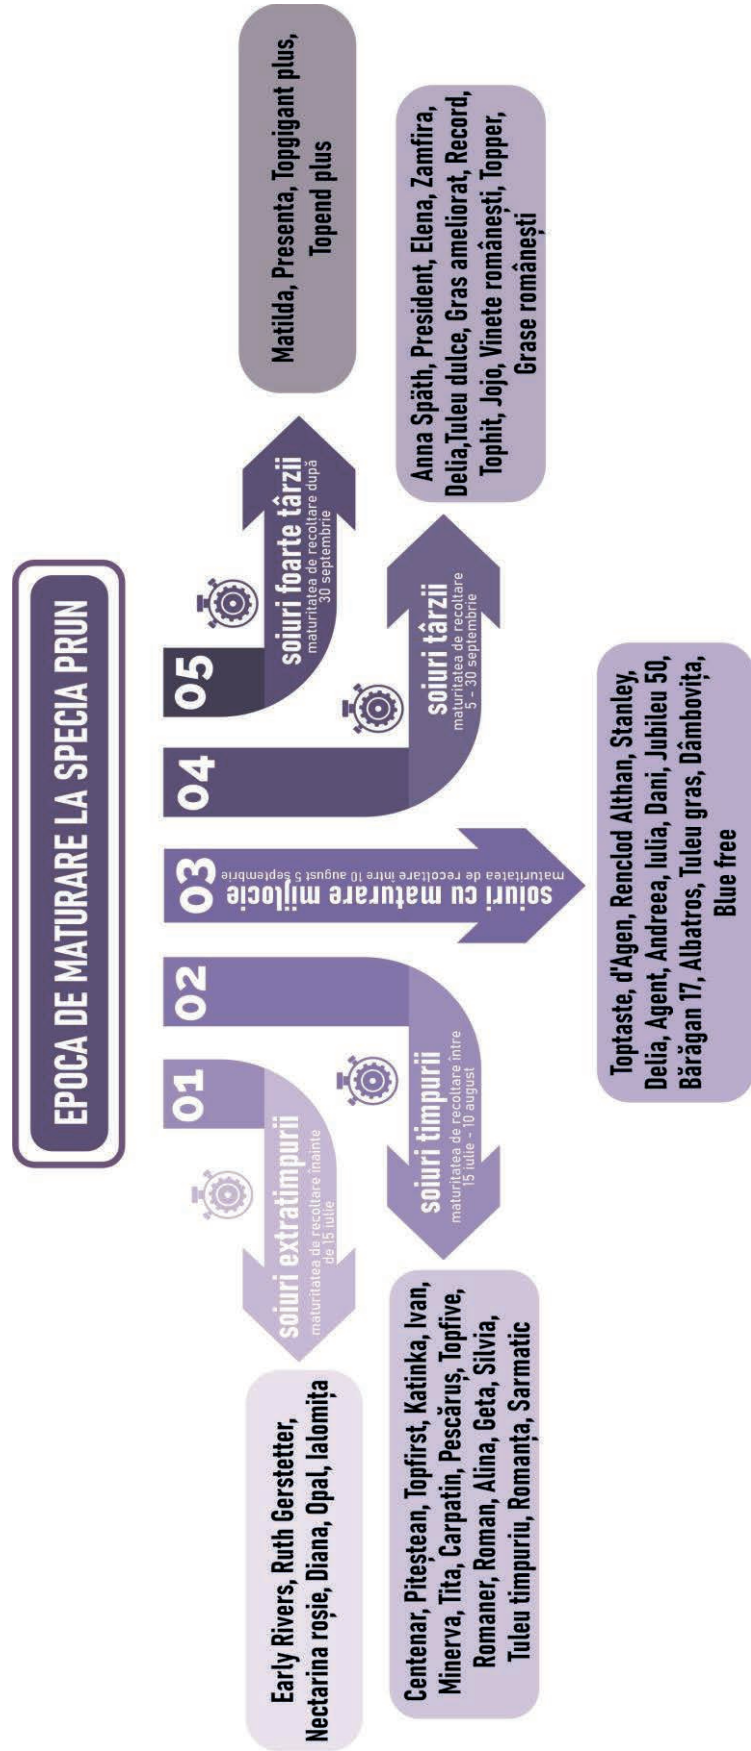 EPOCA DE MATURARE LA SPECIA PRUN
01
soiuri extratimpurii
maturitatea de recoltare înainte
de 15 iulie
Early Rivers, Ruth Gerstetter,
Nectarina roșie, Diana, Opal, Ialomița
02
soiuri timpurii
maturitatea de recoltare între
15 iulie – 10 august
Centenar, Piteștean, Topfirst, Katinka, Ivan,
Minerva, Tita, Carpatin, Pescăruș, Topfive,
Romaner, Roman, Alina, Geta, Silvia,
Tuleu timpuriu, Romanța, Sarmatic
03
soiuri cu maturare mijlocie
maturitatea de recoltare între 10 august 5 septembrie
Toptaste, d'Agen, Renclod Althan, Stanley,
Delia, Agent, Andreea, Iulia, Dani, Jubileu 50,
Bărăgan 17, Albatros, Tuleu gras, Dâmbovița,
Blue free
04
soiuri târzii
maturitatea de recoltare
5 – 30 septembrie
Anna Späth, President, Elena, Zamfira,
Delia,Tuleu dulce, Gras ameliorat, Record,
Tophit, Jojo, Vinete românești, Topper,
Grase românești
05
soiuri foarte târzii
maturitatea de recoltare după
30 septembrie
Matilda, Presenta, Topgigant plus,
Topend plus